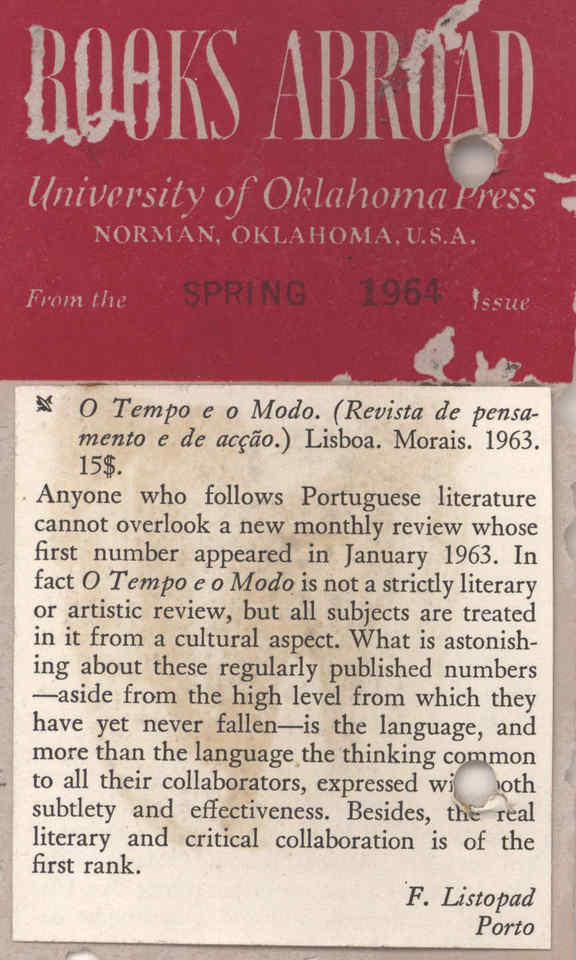 BOOKS ABROAD
University of Oklahoma Press
NORMAN, OKLAHOMA, U.S.A.
From the SPRING 1964 Issue
O Tempo e o Modo. (Revista de pensa-
mento e de acção.) Lisboa. Morais. 1963.
15$.
Anyone who follows Portuguese literature
cannot overlook a new monthly review whose
first number appeared in January 1963. In
fact O Tempo e o Modo is not a strictly literary
or artistic review, but all subjects are treated
in it from a cultural aspect. What is astonish-
ing about these regularly published numbers
—aside from the high level from which they
have yet never fallen—is the language, and
more than the language the thinking common
to all their collaborators, expressed with both
subtlety and effectiveness. Besides, the real
literary and critical collaboration is of the
first rank.
F. Listopad
Porto